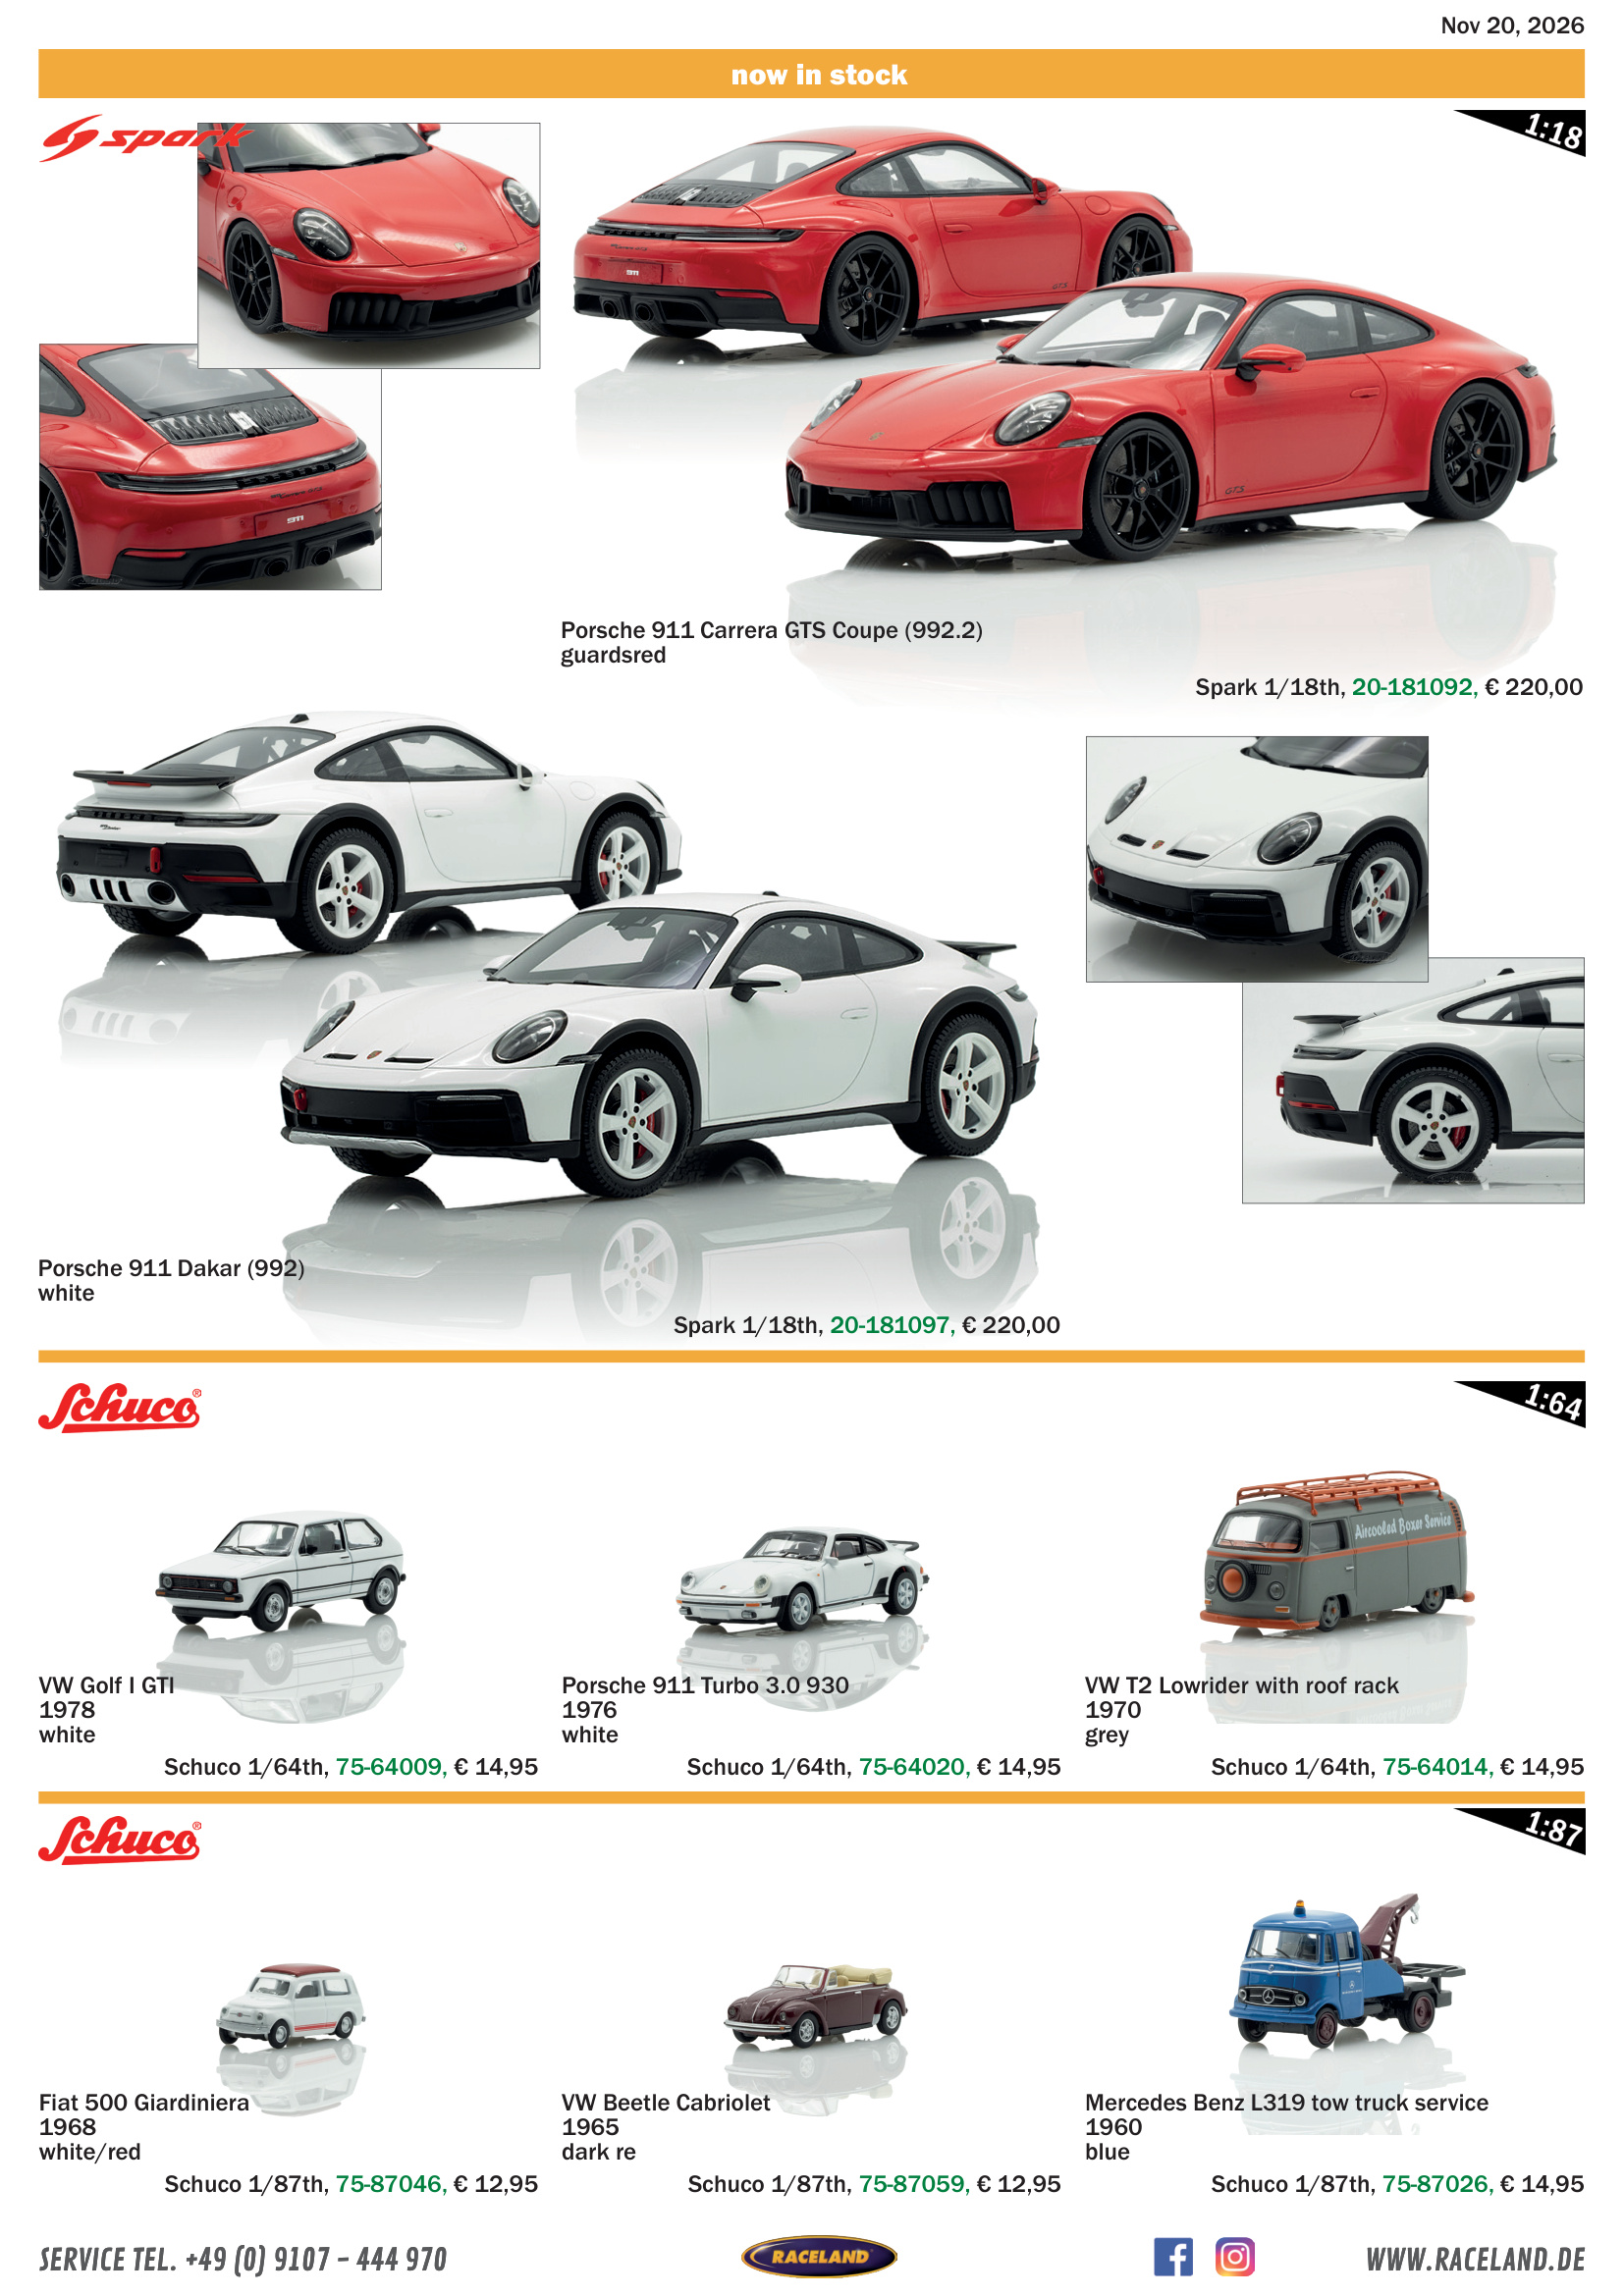 Nov 20, 2026
now in stock
spark
1:18
911
GTS
GTS
911
Porsche 911 Carrera GTS Coupe (992.2)
guardsred
Spark 1/18th, 20-181092, € 220,00
Porsche 911 Dakar (992)
white
Spark 1/18th, 20-181097, € 220,00
Schuco®
1:64
Aircooled Boxer Service
VW Golf I GTI
1978
white
Schuco 1/64th, 75-64009, € 14,95
Porsche 911 Turbo 3.0 930
1976
white
Schuco 1/64th, 75-64020, € 14,95
VW T2 Lowrider with roof rack
1970
grey
Schuco 1/64th, 75-64014, € 14,95
Schuco®
1:87
Fiat 500 Giardiniera
1968
white/red
Schuco 1/87th, 75-87046, € 12,95
VW Beetle Cabriolet
1965
dark re
Schuco 1/87th, 75-87059, € 12,95
Mercedes Benz L319 tow truck service
1960
blue
Schuco 1/87th, 75-87026, € 14,95
SERVICE TEL. +49 (0) 9107 - 444 970
RACELAND
WWW.RACELAND.DE